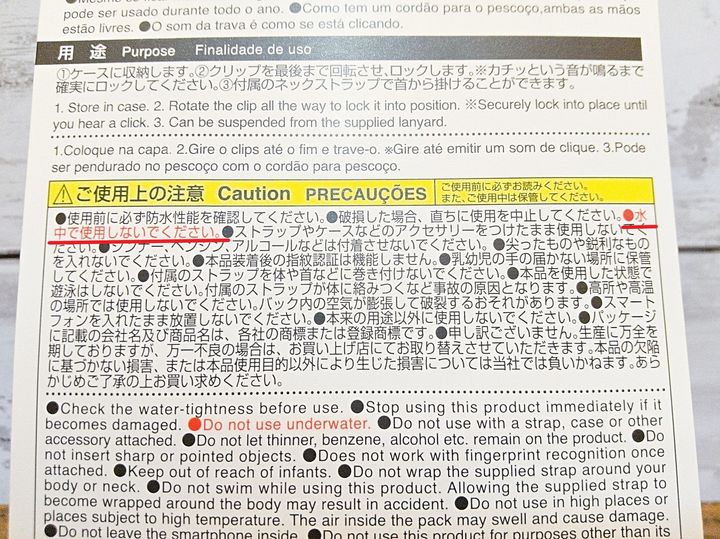 pode ser usado durante todo o ano. ●Como tem um cordão para o pescoço,ambas as mãos
estão livres. ●O som da trava é como se está clicando.
用 途 Purpose Finalidade de uso
①ケースに収納します。②クリップを最後まで回転させ、ロックします。※カチッという音が鳴るまで
確実にロックしてください。③付属のネックストラップで首から掛けることができます。
1. Store in case. 2. Rotate the clip all the way to lock it into position. ※Securely lock into place until
you hear a click. 3. Can be suspended from the supplied lanyard.
1.Coloque na capa. 2.Gire o clips até o fim e trave-o. ※Gire até emitir um som de clique. 3.Pode
ser pendurado no pescoço com o cordão para pescoço.
⚠ご使用上の注意 Caution PRECAUÇÕES
ご使用前に必ずお読みください。
また、ご使用中は保管してください。
●使用前に必ず防水性能を確認してください。●破損した場合、直ちに使用を中止してください。●水
中で使用しないでください。●ストラップやケースなどのアクセサリーをつけたまま使用しないでく
ださい。●シンナー、ベンジン、アルコールなどは付着させないでください。●尖ったものや鋭利なもの
を入れないでください。●本品装着後の指紋認証は機能しません。●乳幼児の手の届かない場所に保管
してください。●付属のストラップを体や首などに巻き付けないでください。●本品を使用した状態で
遊泳はしないでください。付属のストラップが体に絡みつくなど事故の原因となります。●高所や高温
の場所では使用しないでください。パック内の空気が膨張して破裂するおそれがあります。●スマート
フォンを入れたまま放置しないでください。●本来の用途以外に使用しないでください。●パッケージ
に記載の会社名及び商品名は、各社の商標または登録商標です。●申し訳ございません。生産に万全を
期しておりますが、万一不良の場合は、お買い上げ店にてお取り替えさせていただきます。本品の欠陥
に基づかない損害、または本品使用目的以外により生じた損害については当社では負いかねます。あら
かじめご了承の上お買い求めください。
●Check the water-tightness before use. ●Stop using this product immediately if it
becomes damaged. ●Do not use underwater. ●Do not use with a strap, case or other
accessory attached. ●Do not let thinner, benzene, alcohol etc. remain on the product. ●Do
not insert sharp or pointed objects. ●Does not work with fingerprint recognition once
attached. ●Keep out of reach of infants. ●Do not wrap the supplied strap around your
body or neck. ●Do not swim while using this product. Allowing the supplied strap to
become wrapped around the body may result in accident. ●Do not use in high places or
places subject to high temperature. The air inside the pack may swell and cause damage.
●Do not leave the smartphone inside. ●Do not use this product for purposes other than its